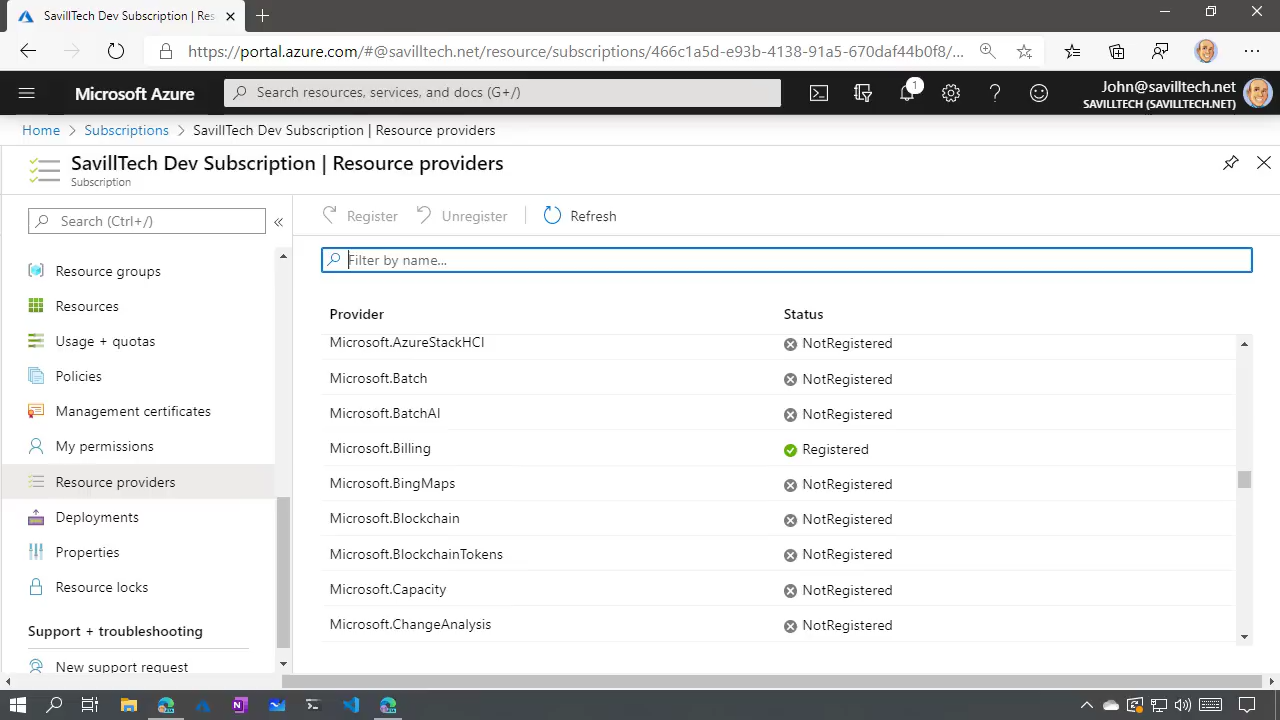 SavillTech Dev Subscription | Res
https://portal.azure.com/#@savilltech.net/resource/subscriptions/466c1a5d-e93b-4138-91a5-670daf44b0f8/...
Microsoft Azure
Search resources, services, and docs (G+/)
1
John@savilltech.net
SAVILLTECH (SAVILLTECH.NET)
Home > Subscriptions > SavillTech Dev Subscription | Resource providers
SavillTech Dev Subscription | Resource providers
Subscription
Search (Ctrl+/)
«
Resource groups
Resources
Usage + quotas
Policies
Management certificates
My permissions
Resource providers
Deployments
Properties
Resource locks
Support + troubleshooting
New support request
Register Unregister Refresh
Filter by name...
Provider Status
Microsoft.AzureStackHCI NotRegistered
Microsoft.Batch NotRegistered
Microsoft.BatchAI NotRegistered
Microsoft.Billing Registered
Microsoft.BingMaps NotRegistered
Microsoft.Blockchain NotRegistered
Microsoft.BlockchainTokens NotRegistered
Microsoft.Capacity NotRegistered
Microsoft.ChangeAnalysis NotRegistered